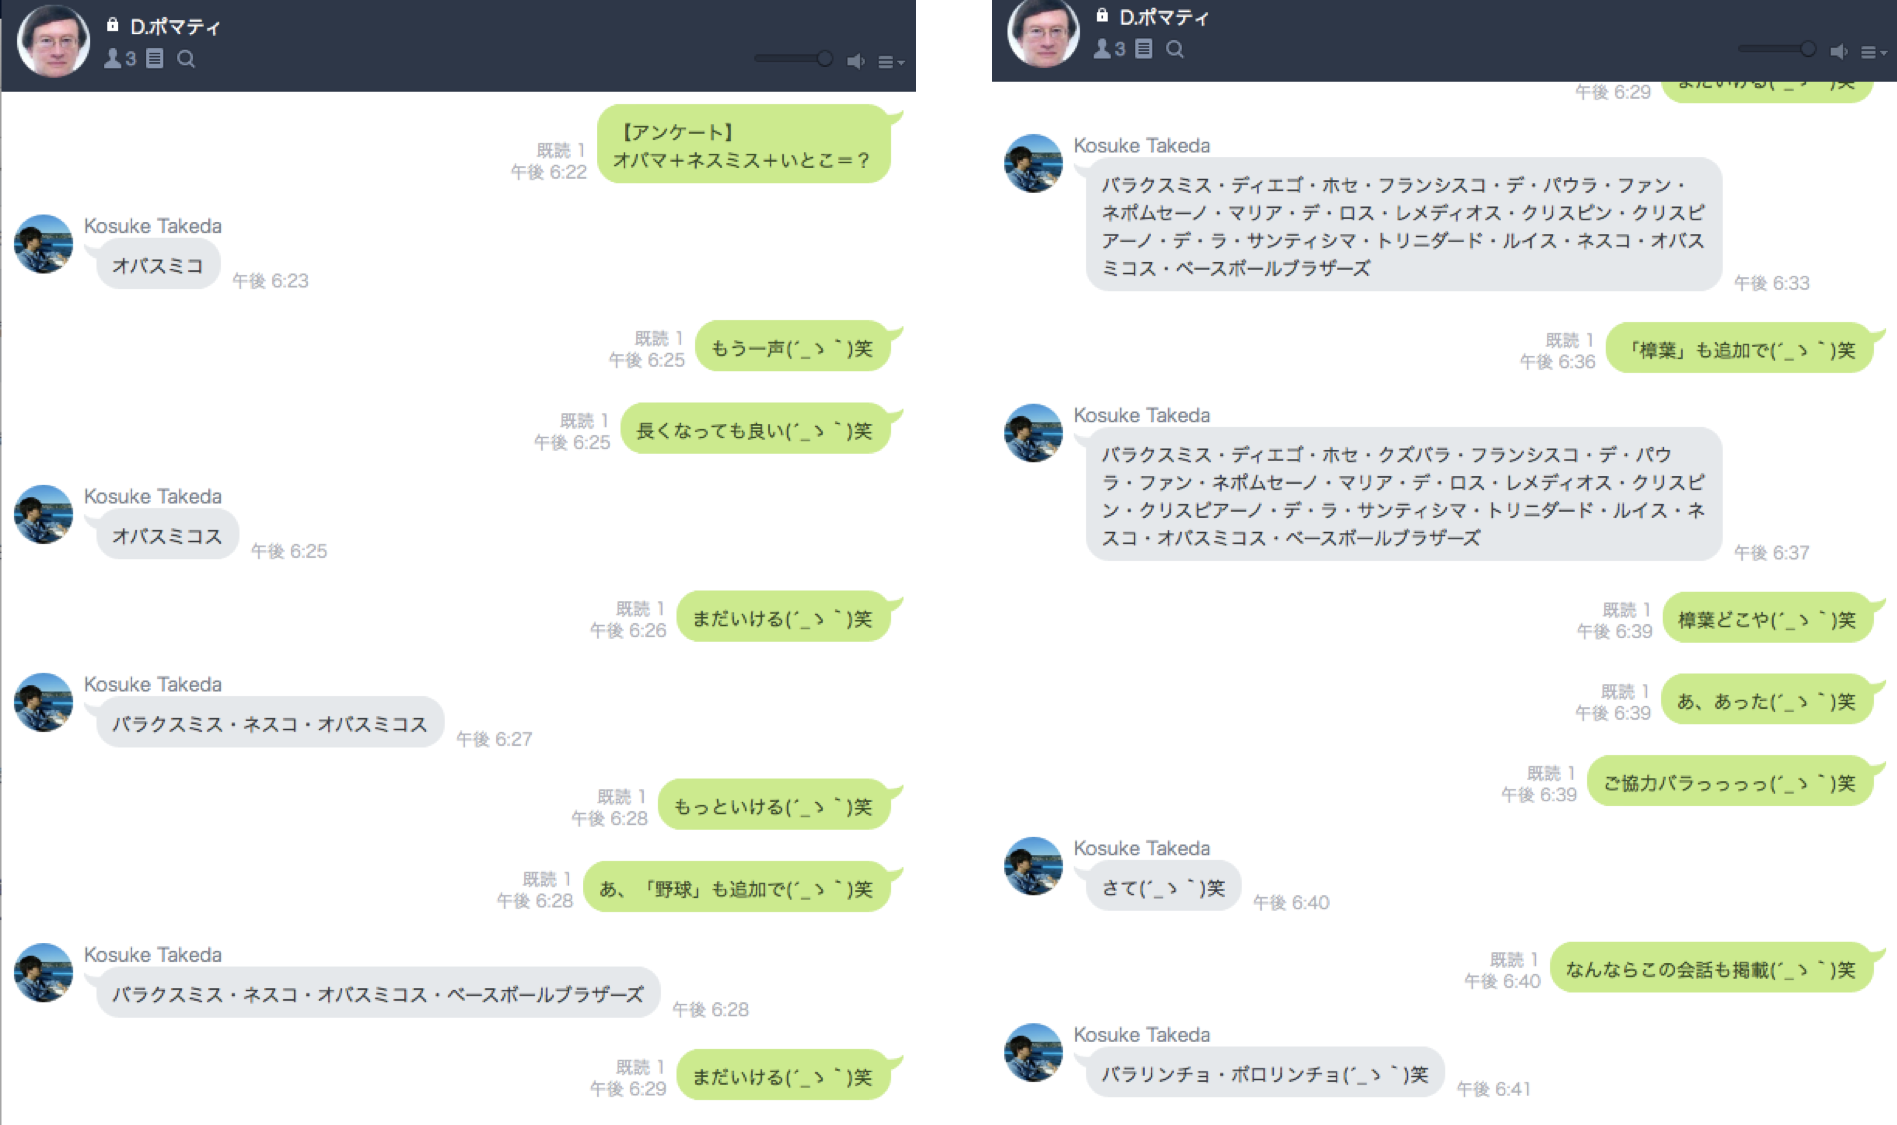 D.ポマティ
3
【アンケート】
オバマ＋ネスミス＋いとこ＝？
既読 1
午後 6:22
Kosuke Takeda
オバスミコ
午後 6:23
もう一声(´_ゝ｀)笑
既読 1
午後 6:25
長くなっても良い(´_ゝ｀)笑
既読 1
午後 6:25
Kosuke Takeda
オバスミコス
午後 6:25
まだいける(´_ゝ｀)笑
既読 1
午後 6:26
Kosuke Takeda
バラクスミス・ネスコ・オバスミコス
午後 6:27
もっといける(´_ゝ｀)笑
既読 1
午後 6:28
あ、「野球」も追加で(´_ゝ｀)笑
既読 1
午後 6:28
Kosuke Takeda
バラクスミス・ネスコ・オバスミコス・ベースボールブラザーズ
午後 6:28
まだいける(´_ゝ｀)笑
既読 1
午後 6:29
D.ポマティ
3
まだいける(´_ゝ｀)笑
午後 6:29
Kosuke Takeda
バラクスミス・ディエゴ・ホセ・フランシスコ・デ・パウラ・ファン・
ネポムセーノ・マリア・デ・ロス・レメディオス・クリスピン・クリスピ
アーノ・デ・ラ・サンティシマ・トリニダード・ルイス・ネスコ・オバス
ミコス・ベースボールブラザーズ
午後 6:33
「樟葉」も追加で(´_ゝ｀)笑
既読 1
午後 6:36
Kosuke Takeda
バラクスミス・ディエゴ・ホセ・クズバラ・フランシスコ・デ・パウ
ラ・ファン・ネポムセーノ・マリア・デ・ロス・レメディオス・クリスピ
ン・クリスピアーノ・デ・ラ・サンティシマ・トリニダード・ルイス・ネ
スコ・オバスミコス・ベースボールブラザーズ
午後 6:37
樟葉どこや(´_ゝ｀)笑
既読 1
午後 6:39
あ、あった(´_ゝ｀)笑
既読 1
午後 6:39
ご協力バラっっっっ(´_ゝ｀)笑
既読 1
午後 6:39
Kosuke Takeda
さて(´_ゝ｀)笑
午後 6:40
なんならこの会話も掲載(´_ゝ｀)笑
既読 1
午後 6:40
Kosuke Takeda
バラリンチョ・ポロリンチョ(´_ゝ｀)笑
午後 6:41